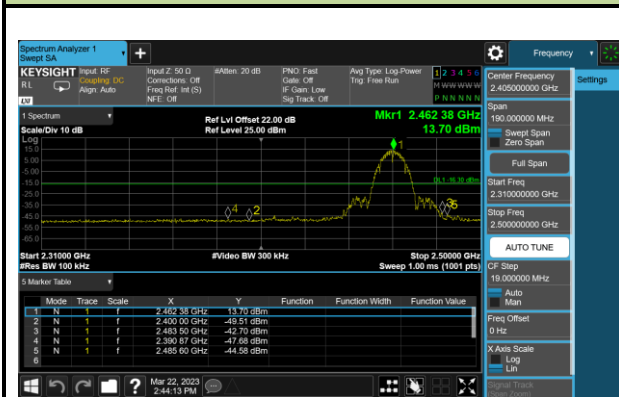 Spectrum Analyzer 1
Swept SA
Frequency
KEYSIGHT
RL
Input: RF
Coupling: DC
Align: Auto
Input Z: 50 Ω
Corrections: Off
Freq Ref: Int (S)
NFE: Off
#Atten: 20 dB
PNO: Fast
Gate: Off
IF Gain: Low
Sig Track: Off
Avg Type: Log-Power
Trig: Free Run
1 2 3 4 5 6
M W W W W W
P N N N N N
1 Spectrum
Scale/Div 10 dB
Ref Lvl Offset 22.00 dB
Ref Level 25.00 dBm
Mkr1 2.462 38 GHz
13.70 dBm
Log
15.0
5.00
-5.00
-15.0
-25.0
-35.0
-45.0
-55.0
-65.0
1
DL1 -16.30 dBm
4
2
Start 2.31000 GHz
#Res BW 100 kHz
#Video BW 300 kHz
Stop 2.50000 GHz
Sweep 1.00 ms (1001 pts)
5 Marker Table
Mode Trace Scale X Y Function Function Width Function Value
1 N 1 f 2.462 38 GHz 13.70 dBm
2 N 1 f 2.400 00 GHz -49.51 dBm
3 N 1 f 2.483 50 GHz -42.70 dBm
4 N 1 f 2.390 87 GHz -47.68 dBm
5 N 1 f 2.485 60 GHz -44.58 dBm
6
Mar 22, 2023
2:44:13 PM
Center Frequency
2.405000000 GHz
Settings
Span
190.000000 MHz
Swept Span
Zero Span
Full Span
Start Freq
2.310000000 GHz
Stop Freq
2.500000000 GHz
AUTO TUNE
CF Step
19.000000 MHz
Auto
Man
Freq Offset
0 Hz
X Axis Scale
Log
Lin
Signal Track
(Span Zoom)